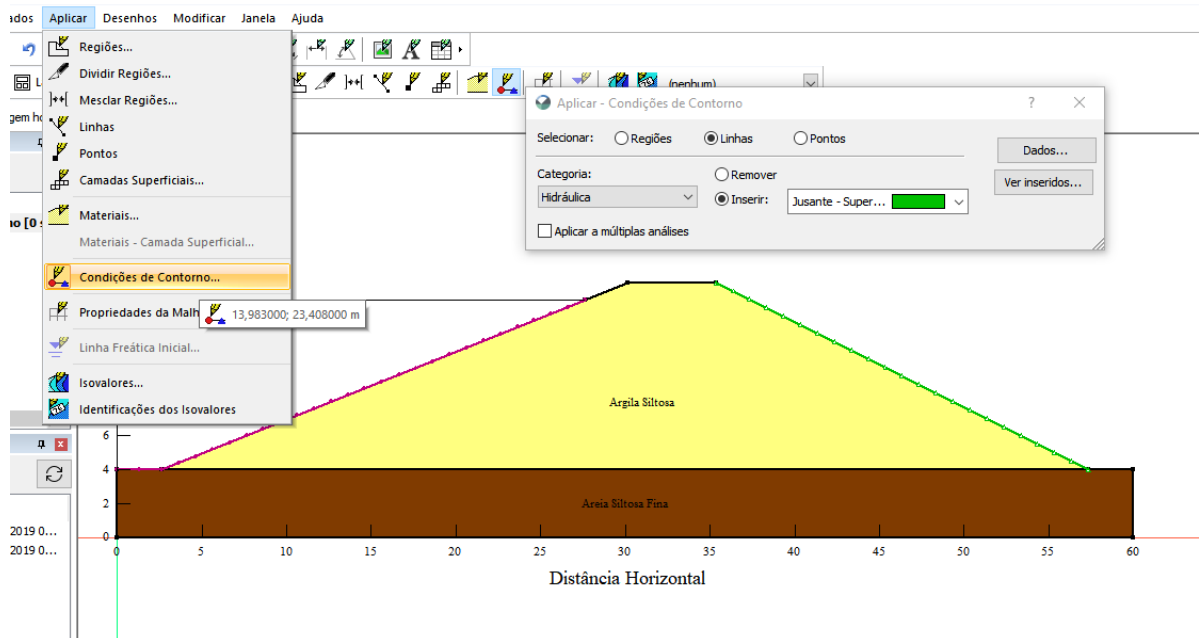 ados Aplicar Desenhos Modificar Janela Ajuda
Regiões...
Dividir Regiões...
Mesclar Regiões...
Linhas
Pontos
Camadas Superficiais...
Materiais...
Materiais - Camada Superficial...
Condições de Contorno...
Propriedades da Malh
13,983000; 23,408000 m
Linha Freática Inicial...
Isovalores...
Identificações dos Isovalores
(nenhum)
gem ho
no [0 s
2019 0...
2019 0...
Aplicar - Condições de Contorno ? ×
Selecionar: Regiões Linhas Pontos
Dados...
Categoria: Remover
Ver inseridos...
Hidráulica Inserir: Jusante - Super...
Aplicar a múltiplas análises
Argila Siltosa
6
4
2
Areia Siltosa Fina
0
0 5 10 15 20 25 30 35 40 45 50 55 60
Distância Horizontal